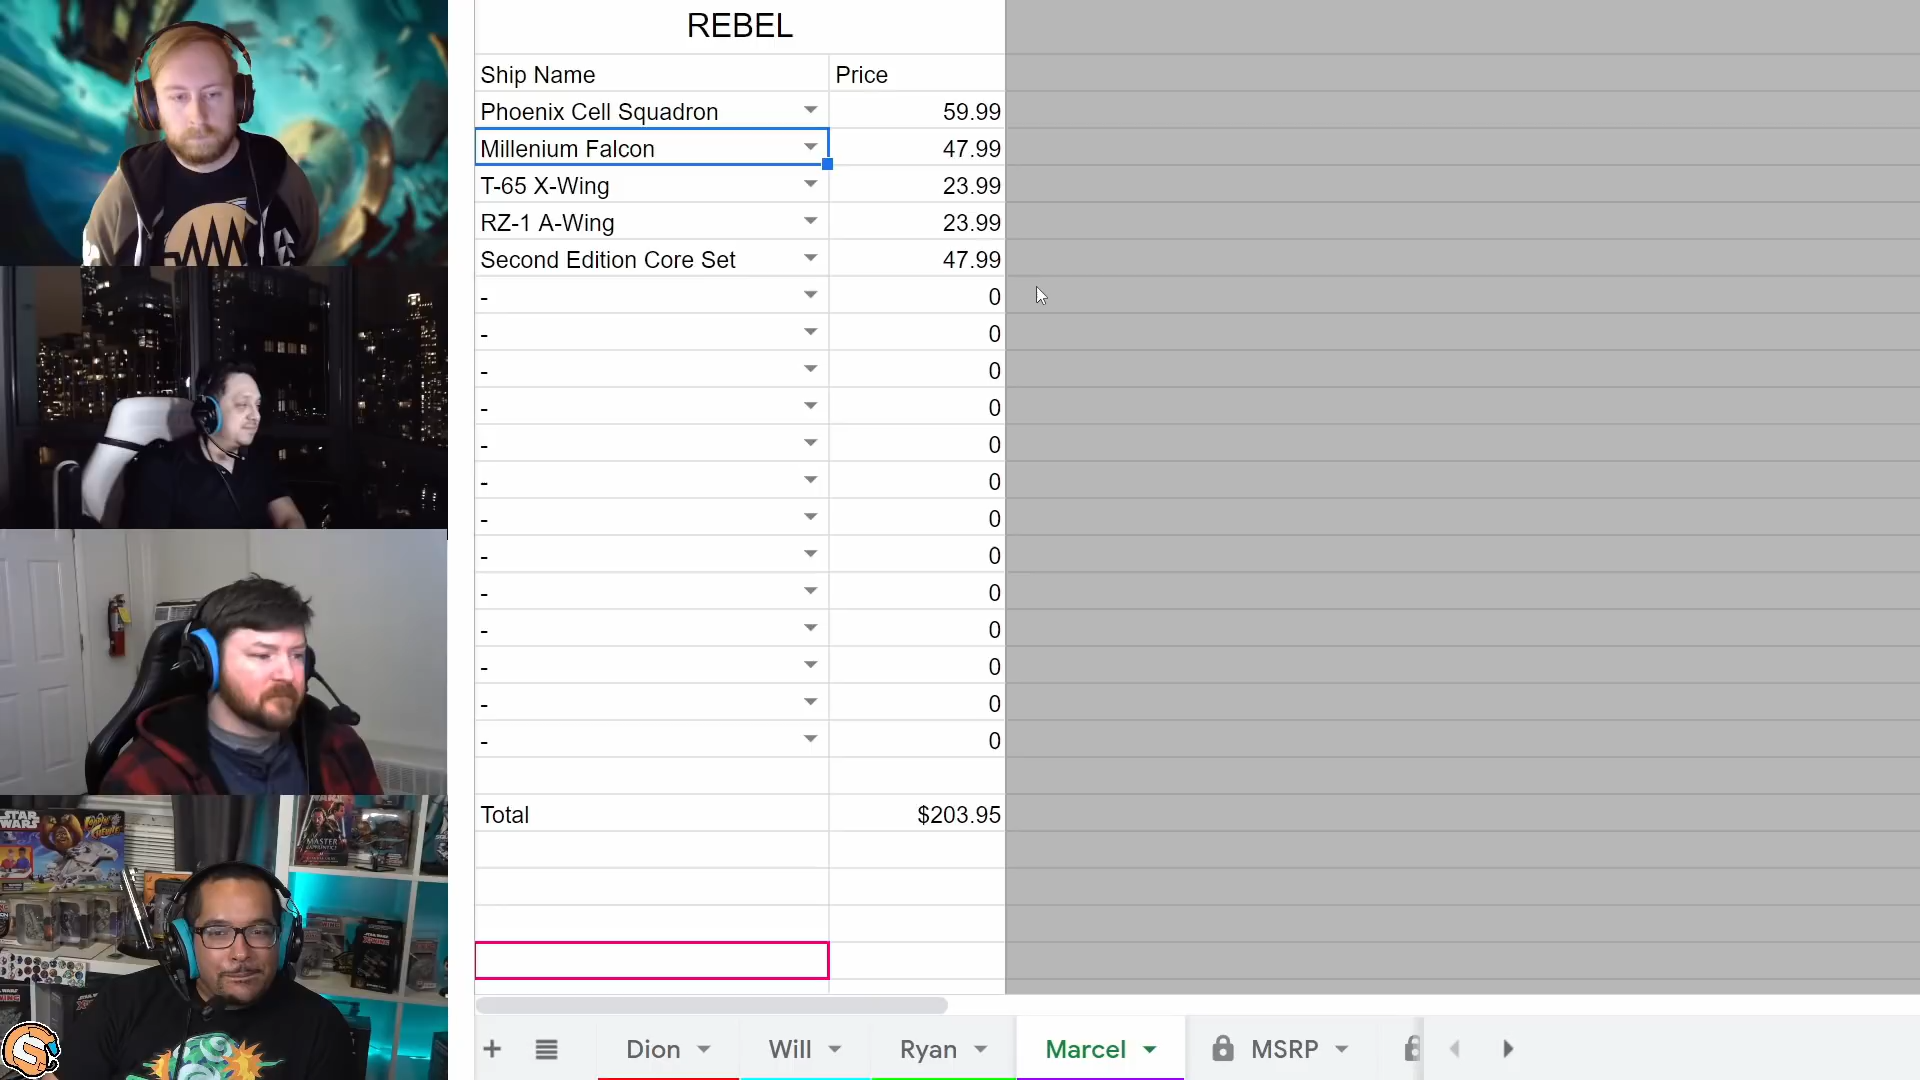 REBEL
Ship Name Price
Phoenix Cell Squadron 59.99
Millenium Falcon 47.99
T-65 X-Wing 23.99
RZ-1 A-Wing 23.99
Second Edition Core Set 47.99
- 0
- 0
- 0
- 0
- 0
- 0
- 0
- 0
- 0
- 0
- 0
- 0
- 0
Total $203.95
Dion Will Ryan Marcel MSRP
STAR
WARS
MASTER
S